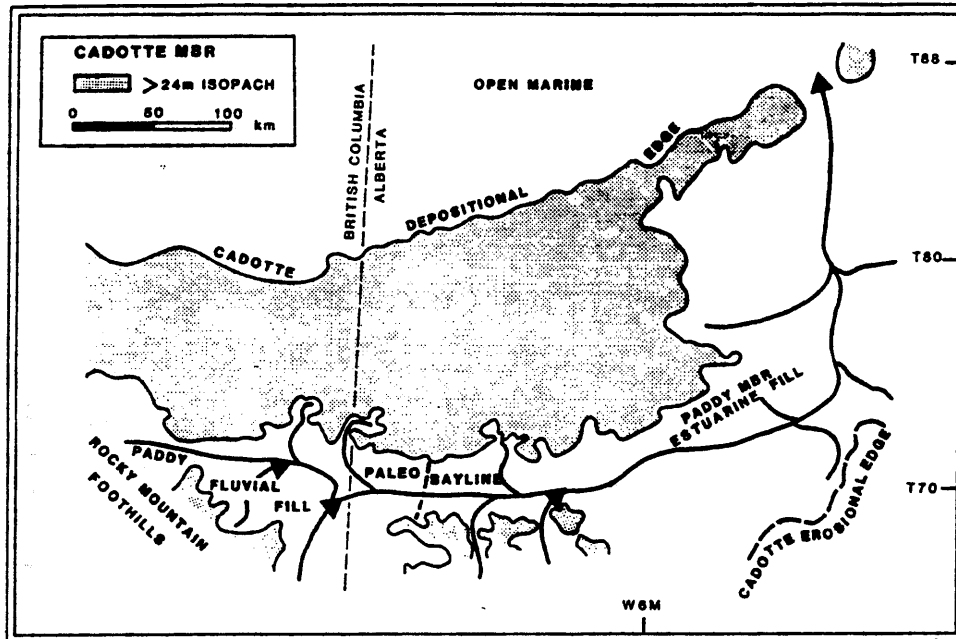 CADOTTE MBR
>24m ISOPACH
0 50 100
km
BRITISH COLUMBIA
ALBERTA
OPEN MARINE
T88
CADOTTE DEPOSITIONAL EDGE
T80
PADDY MBR
ESTUARINE FILL
ROCKY MOUNTAIN
FOOTHILLS
PADDY
FLUVIAL
FILL
PALEO BAYLINE
T70
CADOTTE EROSIONAL EDGE
W6M